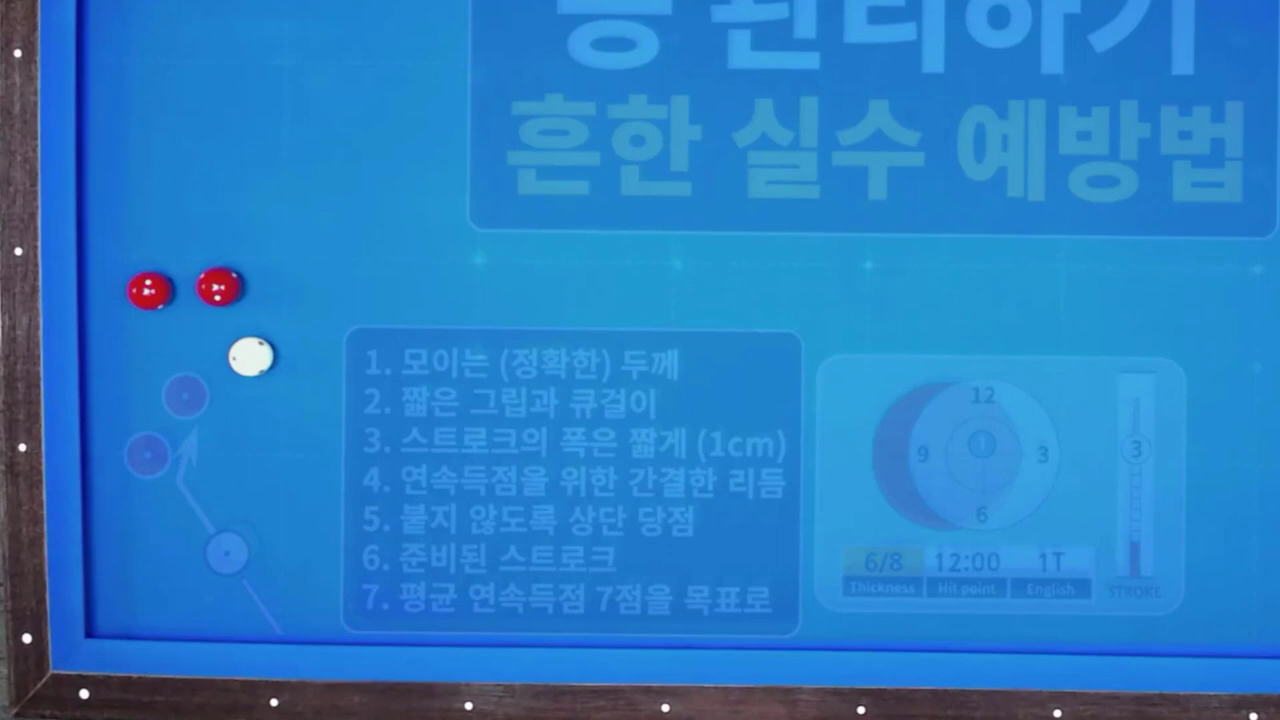 흔한 실수 예방법
1. 모이는 (정확한) 두께
2. 짧은 그립과 큐걸이
3. 스트로크의 폭은 짧게 (1cm)
4. 연속득점을 위한 간결한 리듬
5. 붙지 않도록 상단 당점
6. 준비된 스트로크
7. 평균 연속득점 7점을 목표로
12
9 1 3
6
3
6/8 12:00 1T
Thickness Hit point English
STROKE